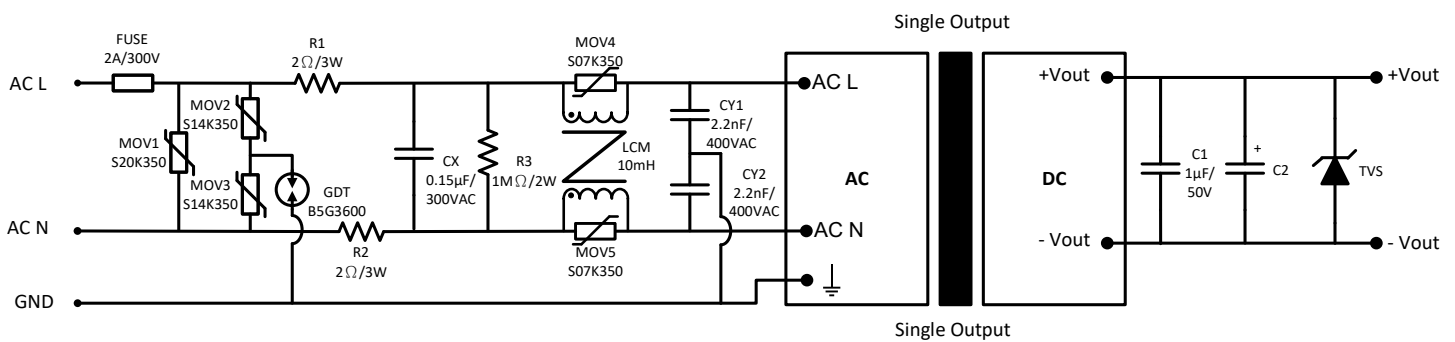 Single Output
FUSE
2A/300V
R1
2Ω/3W
MOV4
S07K350
AC L
MOV2
S14K350
MOV1
S20K350
MOV3
S14K350
GDT
B5G3600
CX
0.15μF/
300VAC
R3
1MΩ/2W
LCM
10mH
CY1
2.2nF/
400VAC
CY2
2.2nF/
400VAC
AC L
AC
AC N
DC
+Vout
- Vout
C1
1μF/
50V
+
C2
TVS
+Vout
- Vout
AC N
R2
2Ω/3W
MOV5
S07K350
GND
Single Output